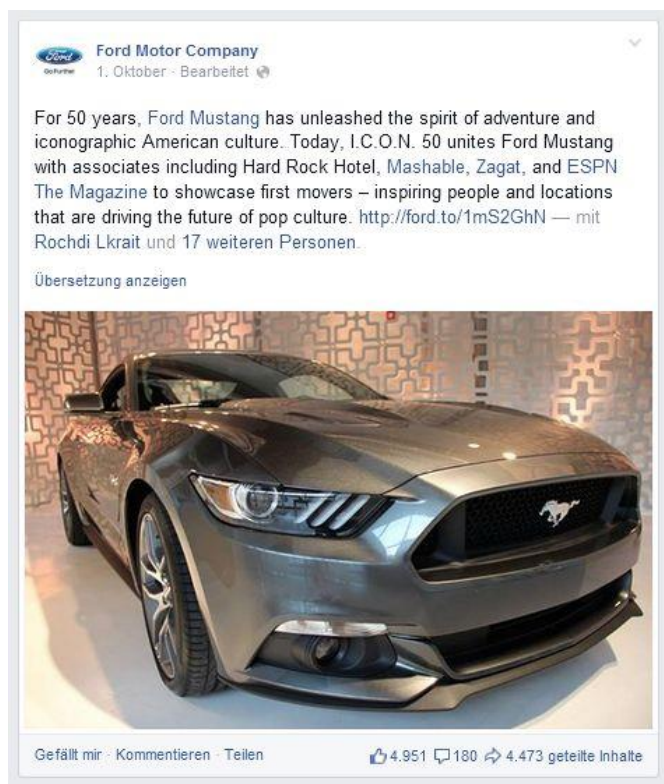 Ford
Go Further
Ford Motor Company
1. Oktober · Bearbeitet
For 50 years, Ford Mustang has unleashed the spirit of adventure and
iconographic American culture. Today, I.C.O.N. 50 unites Ford Mustang
with associates including Hard Rock Hotel, Mashable, Zagat, and ESPN
The Magazine to showcase first movers – inspiring people and locations
that are driving the future of pop culture. http://ford.to/1mS2GhN — mit
Rochdi Lkrait und 17 weiteren Personen.
Übersetzung anzeigen
Gefällt mir · Kommentieren · Teilen 4.951 180 4.473 geteilte Inhalte